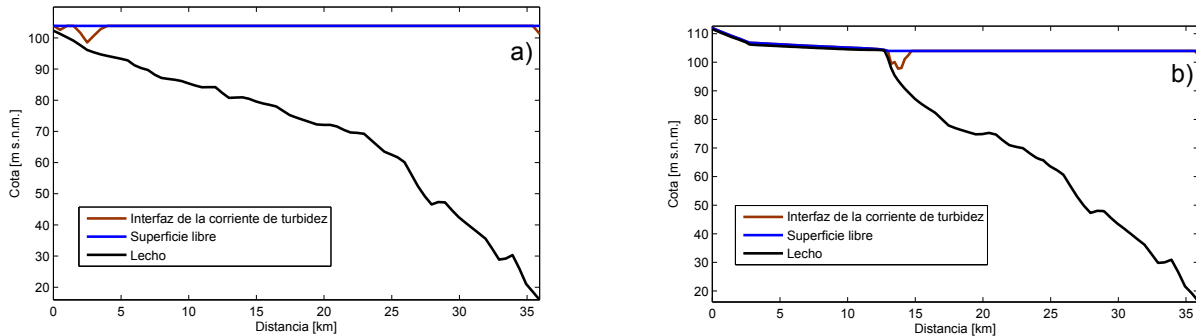 a)
Cota [m s.n.m.]
100
90
80
70
60
50
40
30
20
Interfaz de la corriente de turbidez
Superficie libre
Lecho
0 5 10 15 20 25 30 35
Distancia [km]
b)
Cota [m s.n.m.]
110
100
90
80
70
60
50
40
30
20
Interfaz de la corriente de turbidez
Superficie libre
Lecho
0 5 10 15 20 25 30 35
Distancia [km]